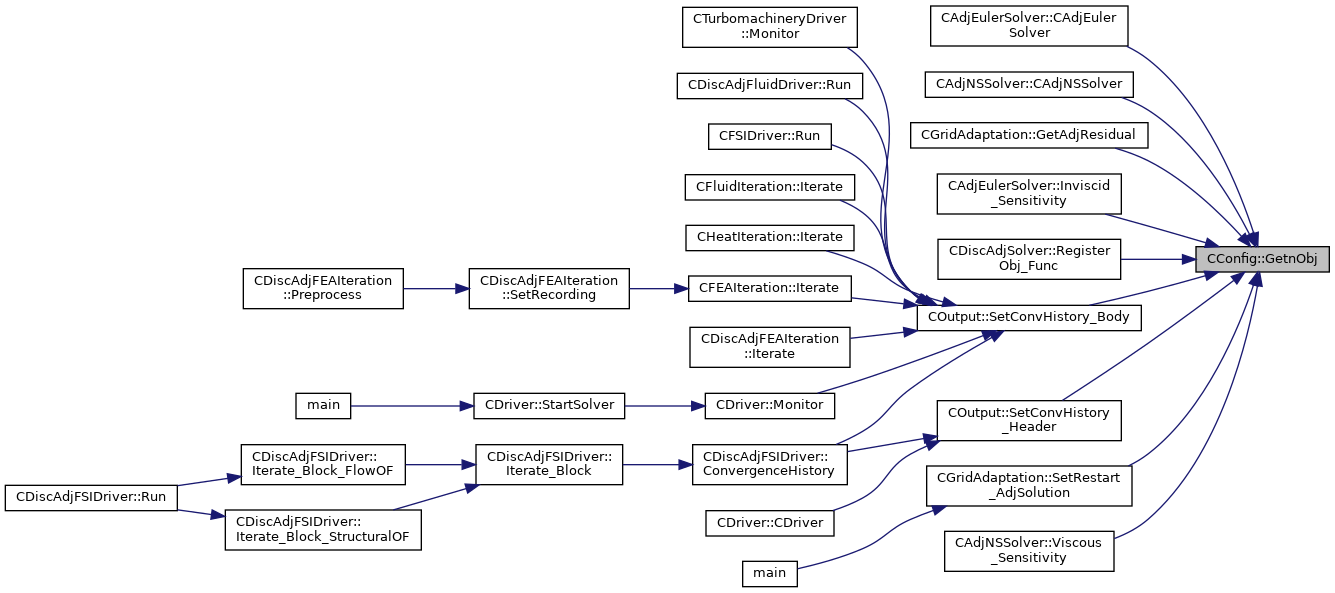 CTurbomachineryDriver
::Monitor
CDiscAdjFluidDriver::Run
CFSIDriver::Run
CFluidIteration::Iterate
CHeatIteration::Iterate
CDiscAdjFEAIteration
::Preprocess
CDiscAdjFEAIteration
::SetRecording
CFEAIteration::Iterate
CDiscAdjFEAIteration
::Iterate
main
CDriver::StartSolver
CDriver::Monitor
CDiscAdjFSIDriver::Run
CDiscAdjFSIDriver::
Iterate_Block_FlowOF
CDiscAdjFSIDriver::
Iterate_Block_StructuralOF
CDiscAdjFSIDriver::
Iterate_Block
CDiscAdjFSIDriver::
ConvergenceHistory
CDriver::CDriver
main
CAdjEulerSolver::CAdjEuler
Solver
CAdjNSSolver::CAdjNSSolver
CGridAdaptation::GetAdjResidual
CAdjEulerSolver::Inviscid
_Sensitivity
CDiscAdjSolver::Register
Obj_Func
COutput::SetConvHistory_Body
COutput::SetConvHistory
_Header
CGridAdaptation::SetRestart
_AdjSolution
CAdjNSSolver::Viscous
_Sensitivity
CConfig::GetnObj